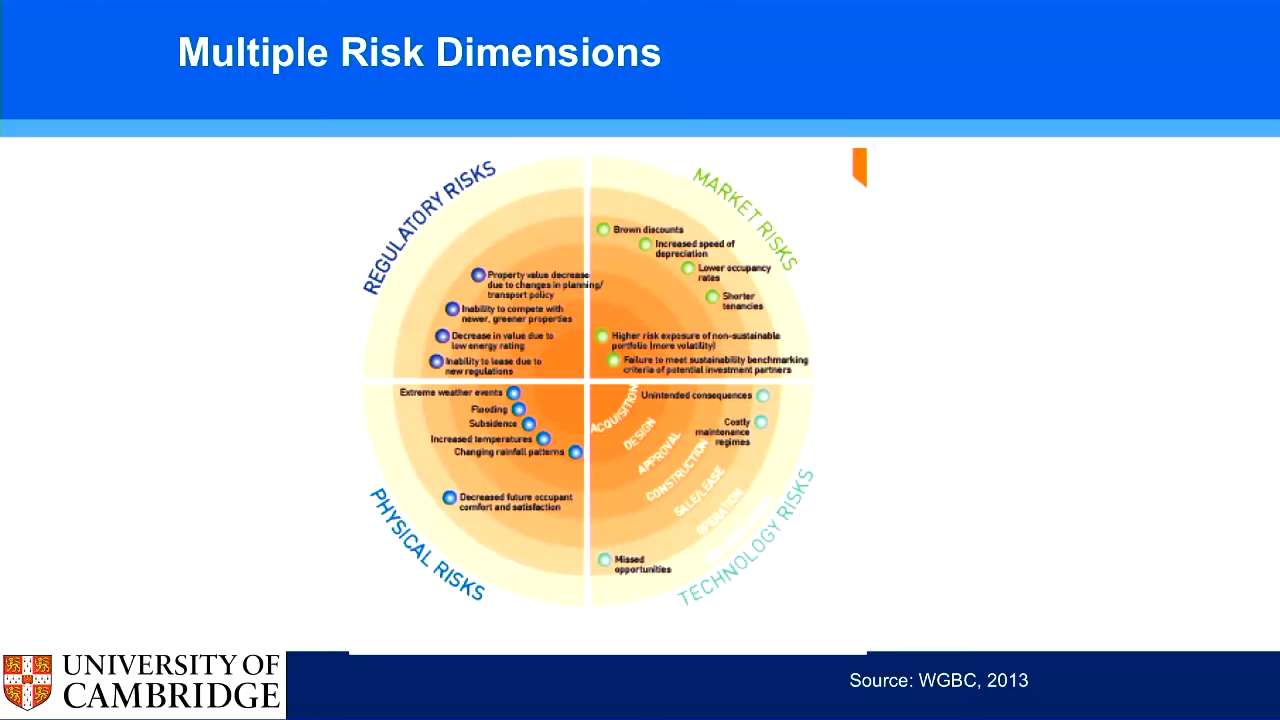 Multiple Risk Dimensions
REGULATORY RISKS
MARKET RISKS
Brown discounts
Increased speed of
depreciation
Lower occupancy
rates
Shorter
tenancies
Property value decrease
due to changes in planning/
transport policy
Inability to compete with
newer, greener properties
Decrease in value due to
low energy rating
Inability to lease due to
new regulations
Higher risk exposure of non-sustainable
portfolio (more volatility)
Failure to meet sustainability benchmarking
criteria of potential investment partners
Extreme weather events
Flooding
Subsidence
Increased temperatures
Changing rainfall patterns
Decreased future occupant
comfort and satisfaction
PHYSICAL RISKS
Unintended consequences
Costly
maintenance
regimes
ACQUISITION
DESIGN
APPROVAL
CONSTRUCTION
SALE/LEASE
OPERATION
Missed
opportunities
TECHNOLOGY RISKS
UNIVERSITY OF
CAMBRIDGE
Source: WGBC, 2013